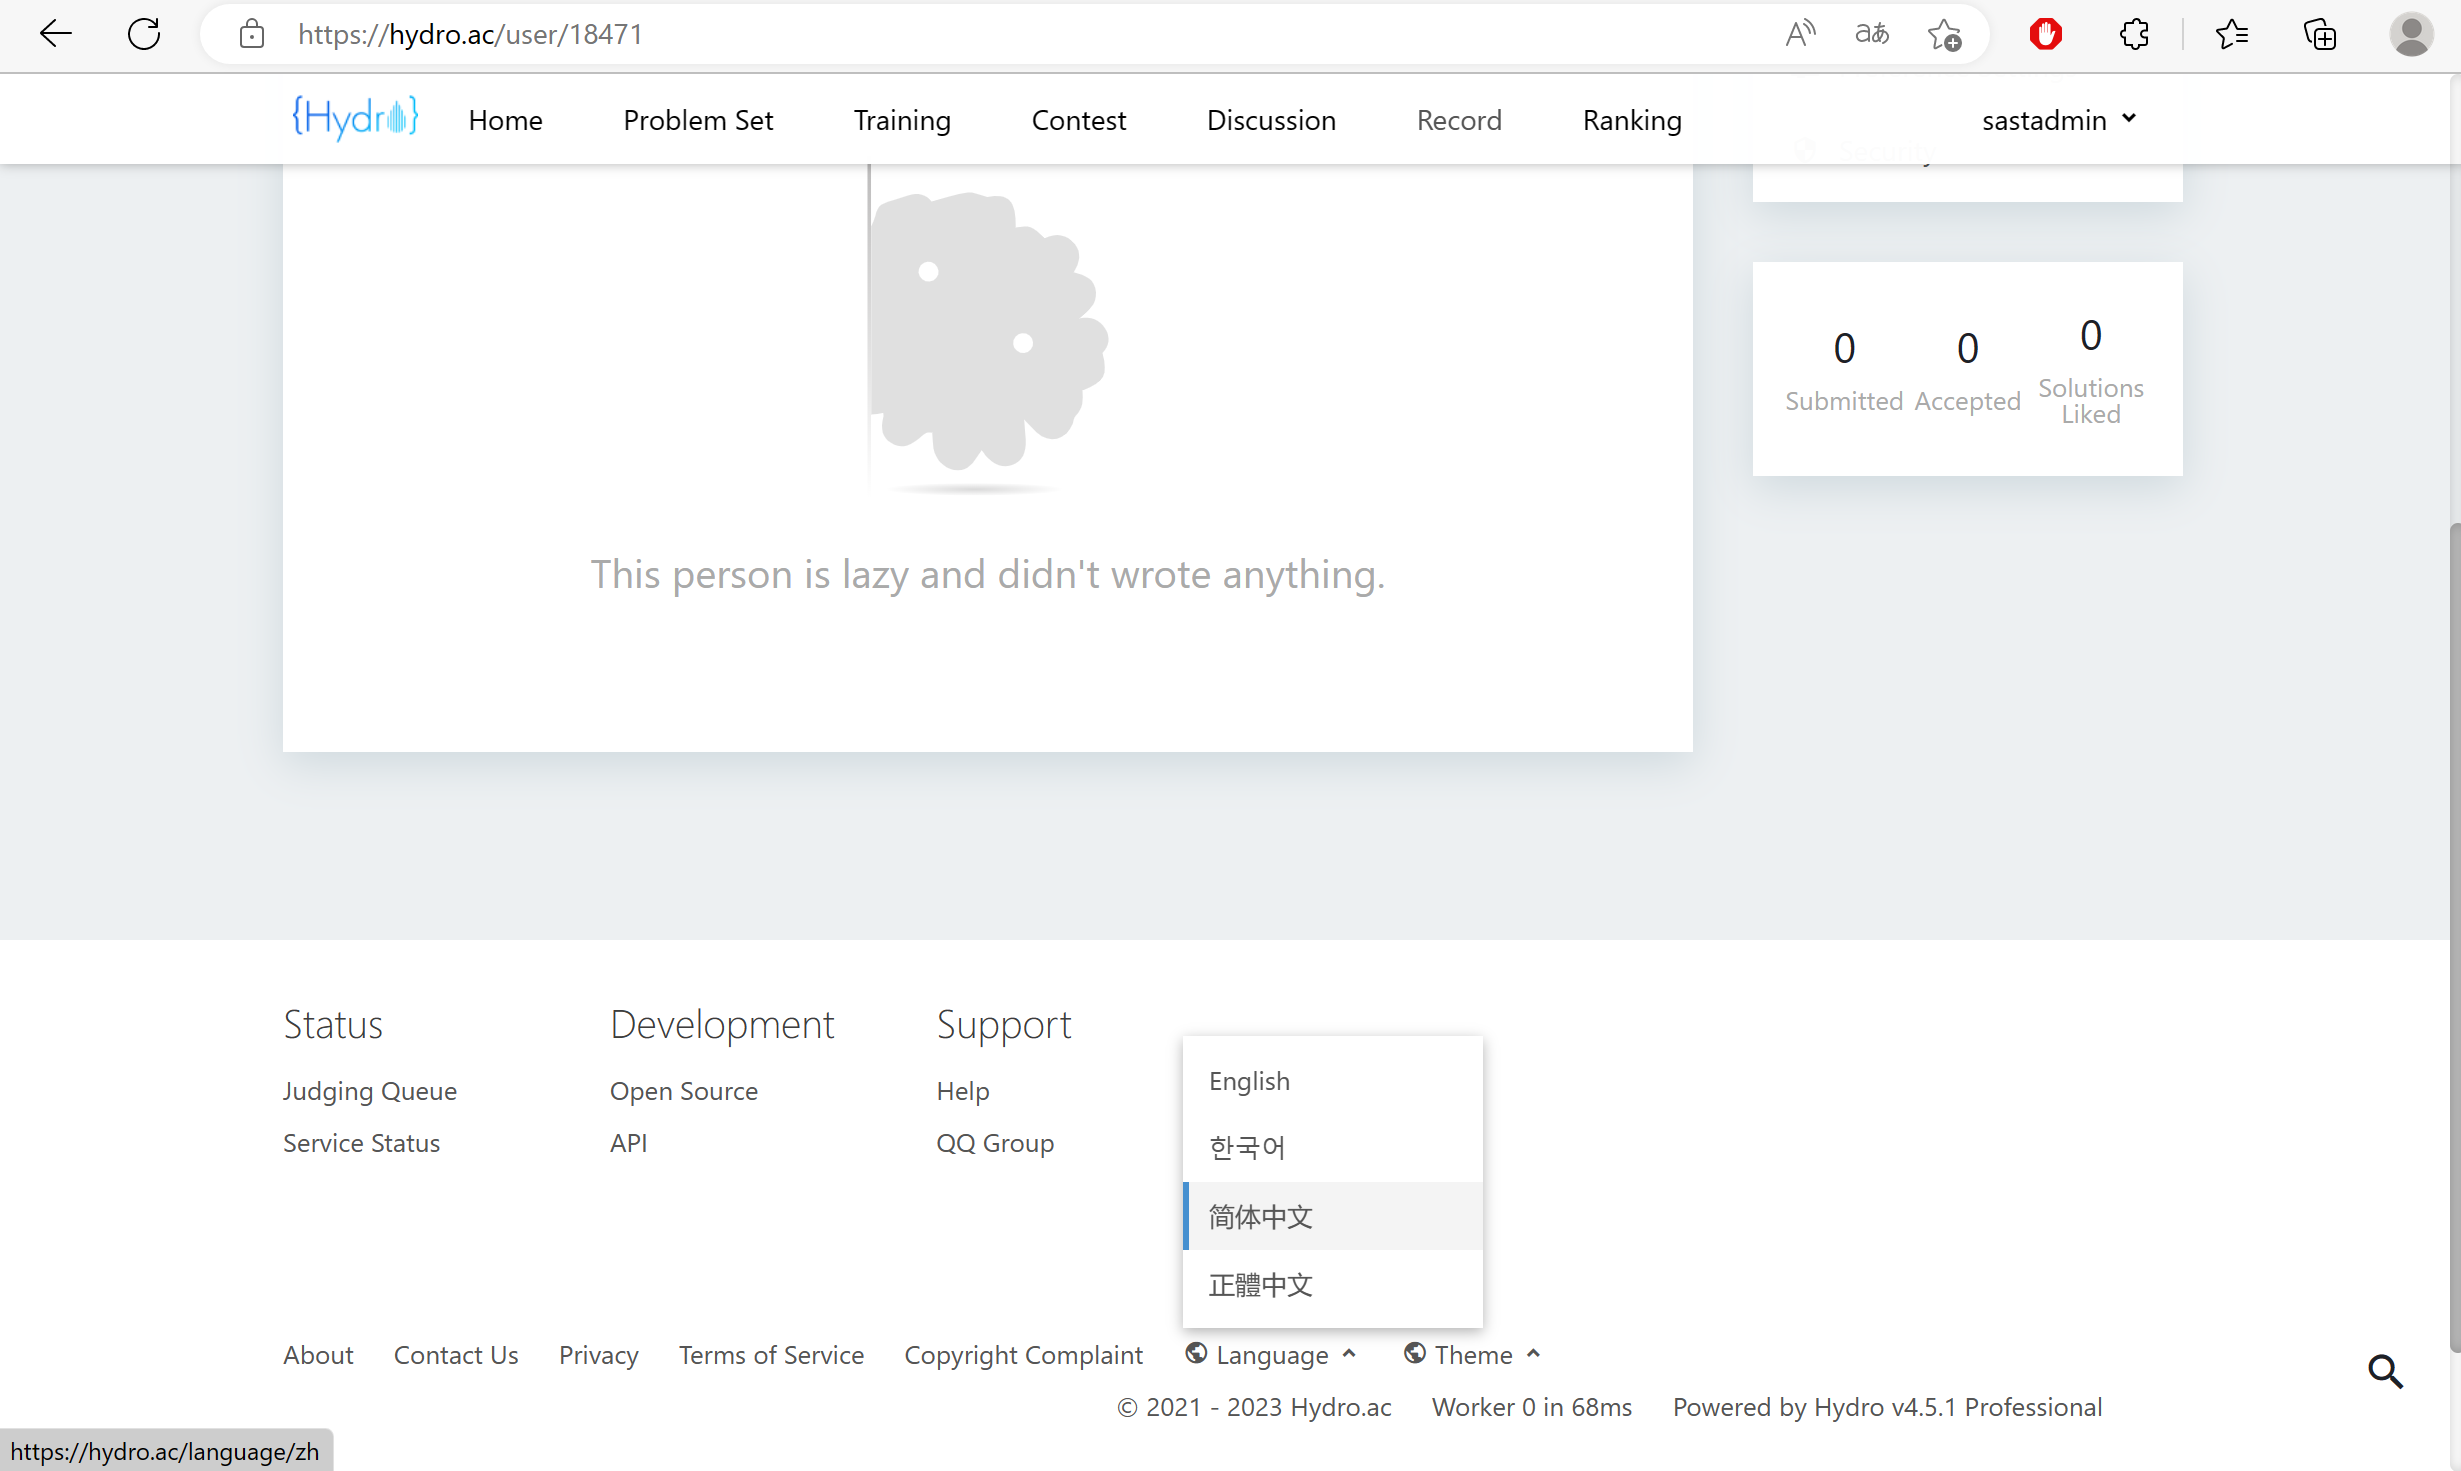 https://hydro.ac/user/18471
{Hydro} Home Problem Set Training Contest Discussion Record Ranking sastadmin
Security
0 0 0
Submitted Accepted Solutions Liked
This person is lazy and didn't wrote anything.
Status Development Support
Judging Queue Open Source Help
Service Status API QQ Group
English
한국어
简体中文
正體中文
About Contact Us Privacy Terms of Service Copyright Complaint Language Theme
© 2021 - 2023 Hydro.ac Worker 0 in 68ms Powered by Hydro v4.5.1 Professional
https://hydro.ac/language/zh